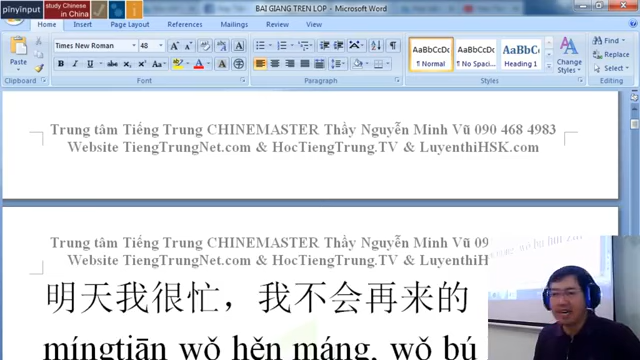 pinyinput
study Chinese
in China
BAI GIANG TREN LOP - Microsoft Word
Home Insert Page Layout References Mailings Review View
Paste
Clipboard
Times New Roman 48
Font
Paragraph
AaBbCcDc AaBbCcDc AaBbCc
¶ Normal ¶ No Spaci... Heading 1
Change
Styles
Styles
Find
Replace
Select
Editing
Trung tâm Tiếng Trung CHINEMASTER Thầy Nguyễn Minh Vũ 090 468 4983
Website TiengTrungNet.com & HocTiengTrung.TV & LuyenthiHSK.com
Trung tâm Tiếng Trung CHINEMASTER Thầy Nguyễn Minh Vũ 09
Website TiengTrungNet.com & HocTiengTrung.TV & LuyenthiH
明天我很忙，我不会再来的
míngtiān wǒ hěn máng, wǒ bú